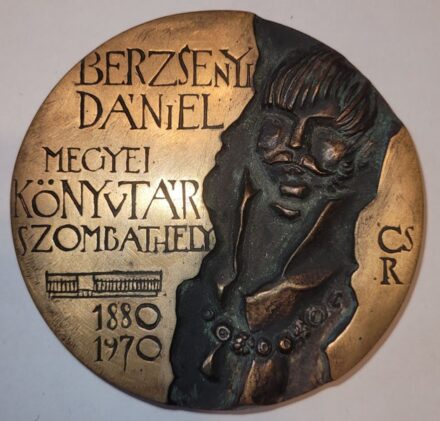 BERZSENYI
DÁNIEL
MEGYEI
KÖNYVTÁR
SZOMBATHELY
1880
1970
CS
R